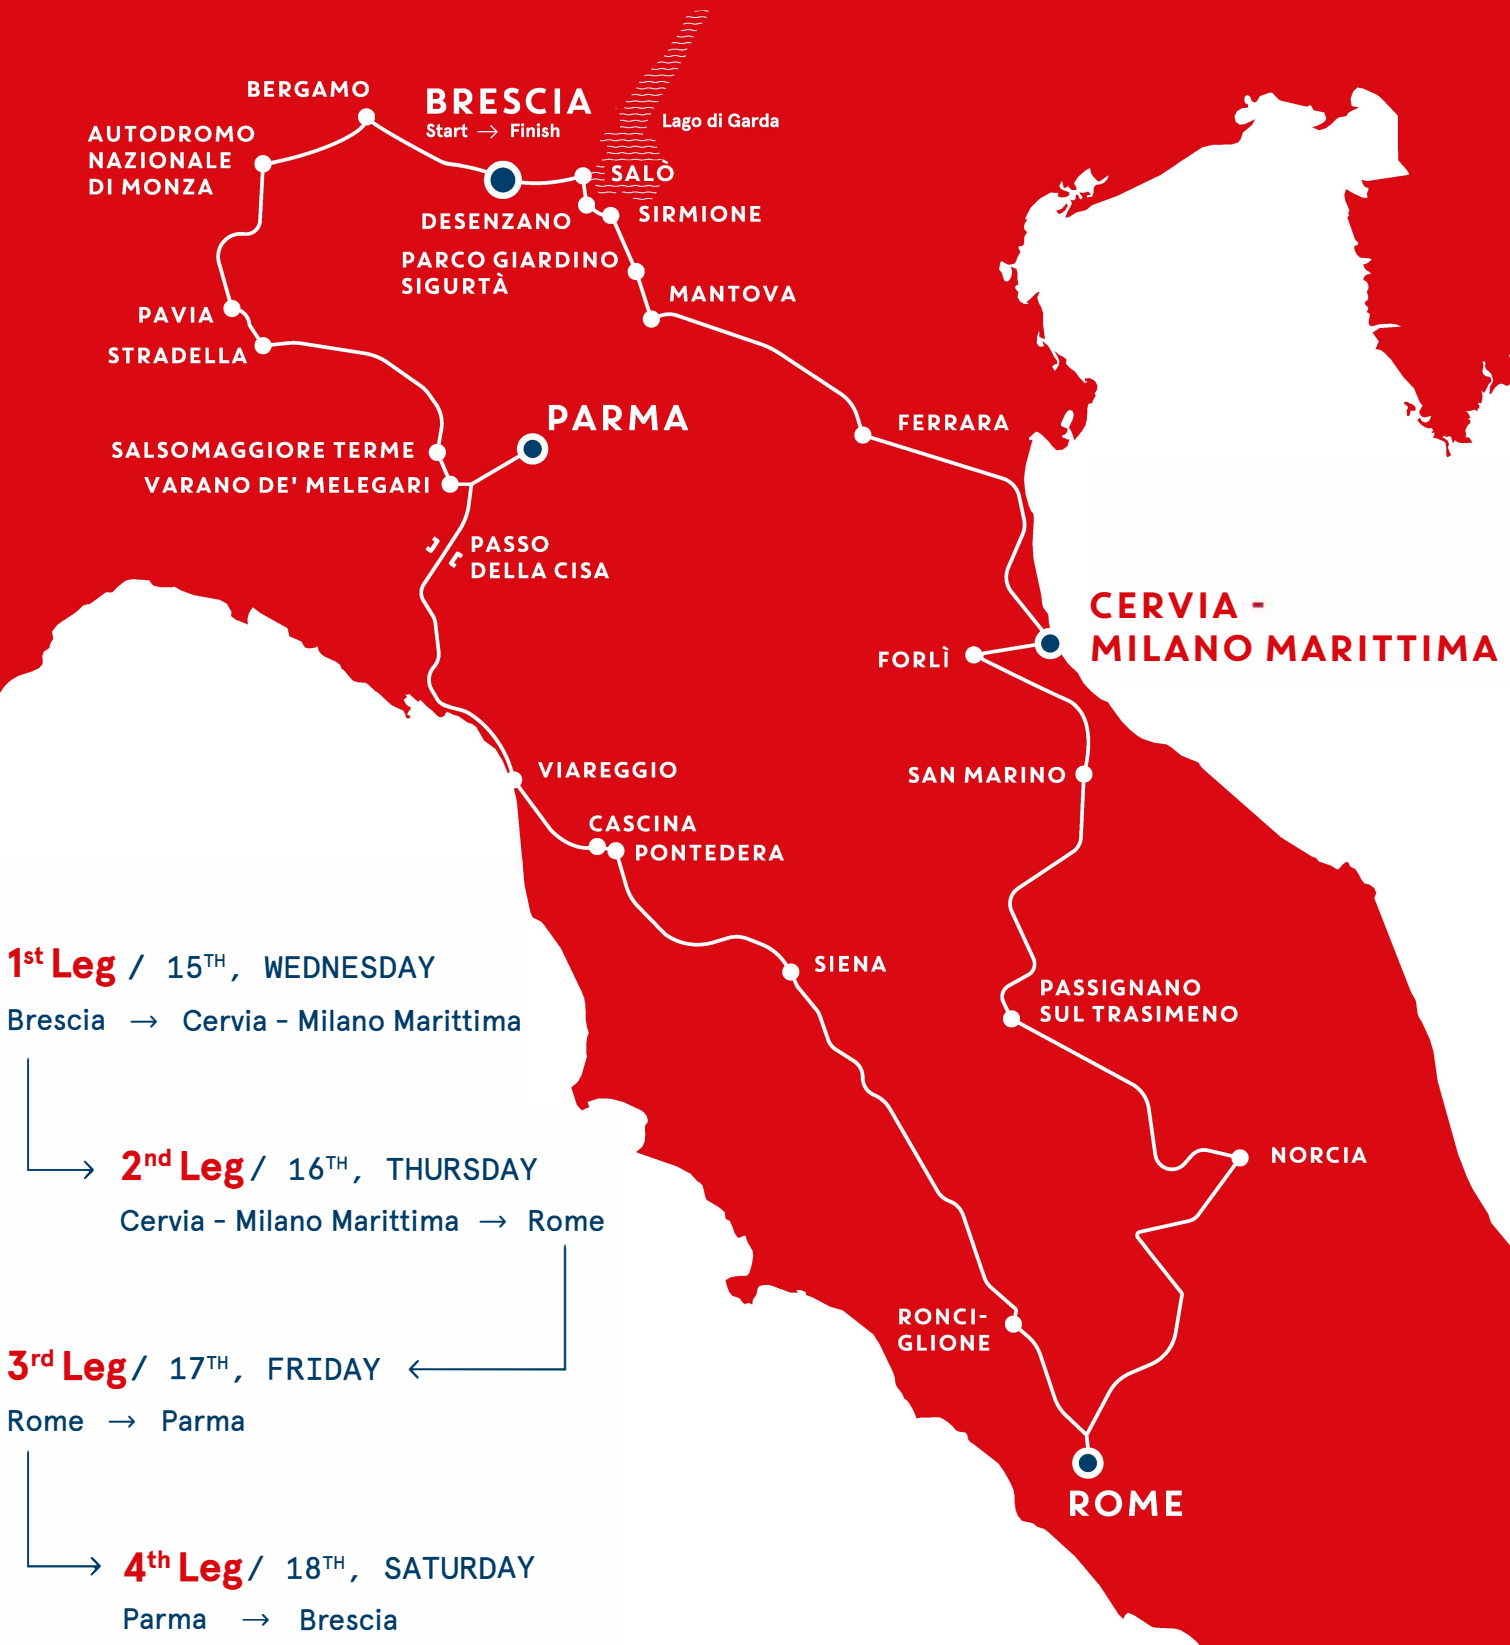 BERGAMO
BRESCIA
Start → Finish
Lago di Garda
AUTODROMO
NAZIONALE
DI MONZA
SALÒ
DESENZANO
SIRMIONE
PARCO GIARDINO
SIGURTÀ
MANTOVA
PAVIA
STRADELLA
PARMA
FERRARA
SALSOMAGGIORE TERME
VARANO DE' MELEGARI
PASSO
DELLA CISA
CERVIA -
MILANO MARITTIMA
FORLÌ
VIAREGGIO
SAN MARINO
CASCINA
PONTEDERA
SIENA
PASSIGNANO
SUL TRASIMENO
NORCIA
RONCI-
GLIONE
ROME
1st Leg / 15TH, WEDNESDAY
Brescia → Cervia - Milano Marittima
2nd Leg / 16TH, THURSDAY
Cervia - Milano Marittima → Rome
3rd Leg / 17TH, FRIDAY
Rome → Parma
4th Leg / 18TH, SATURDAY
Parma → Brescia